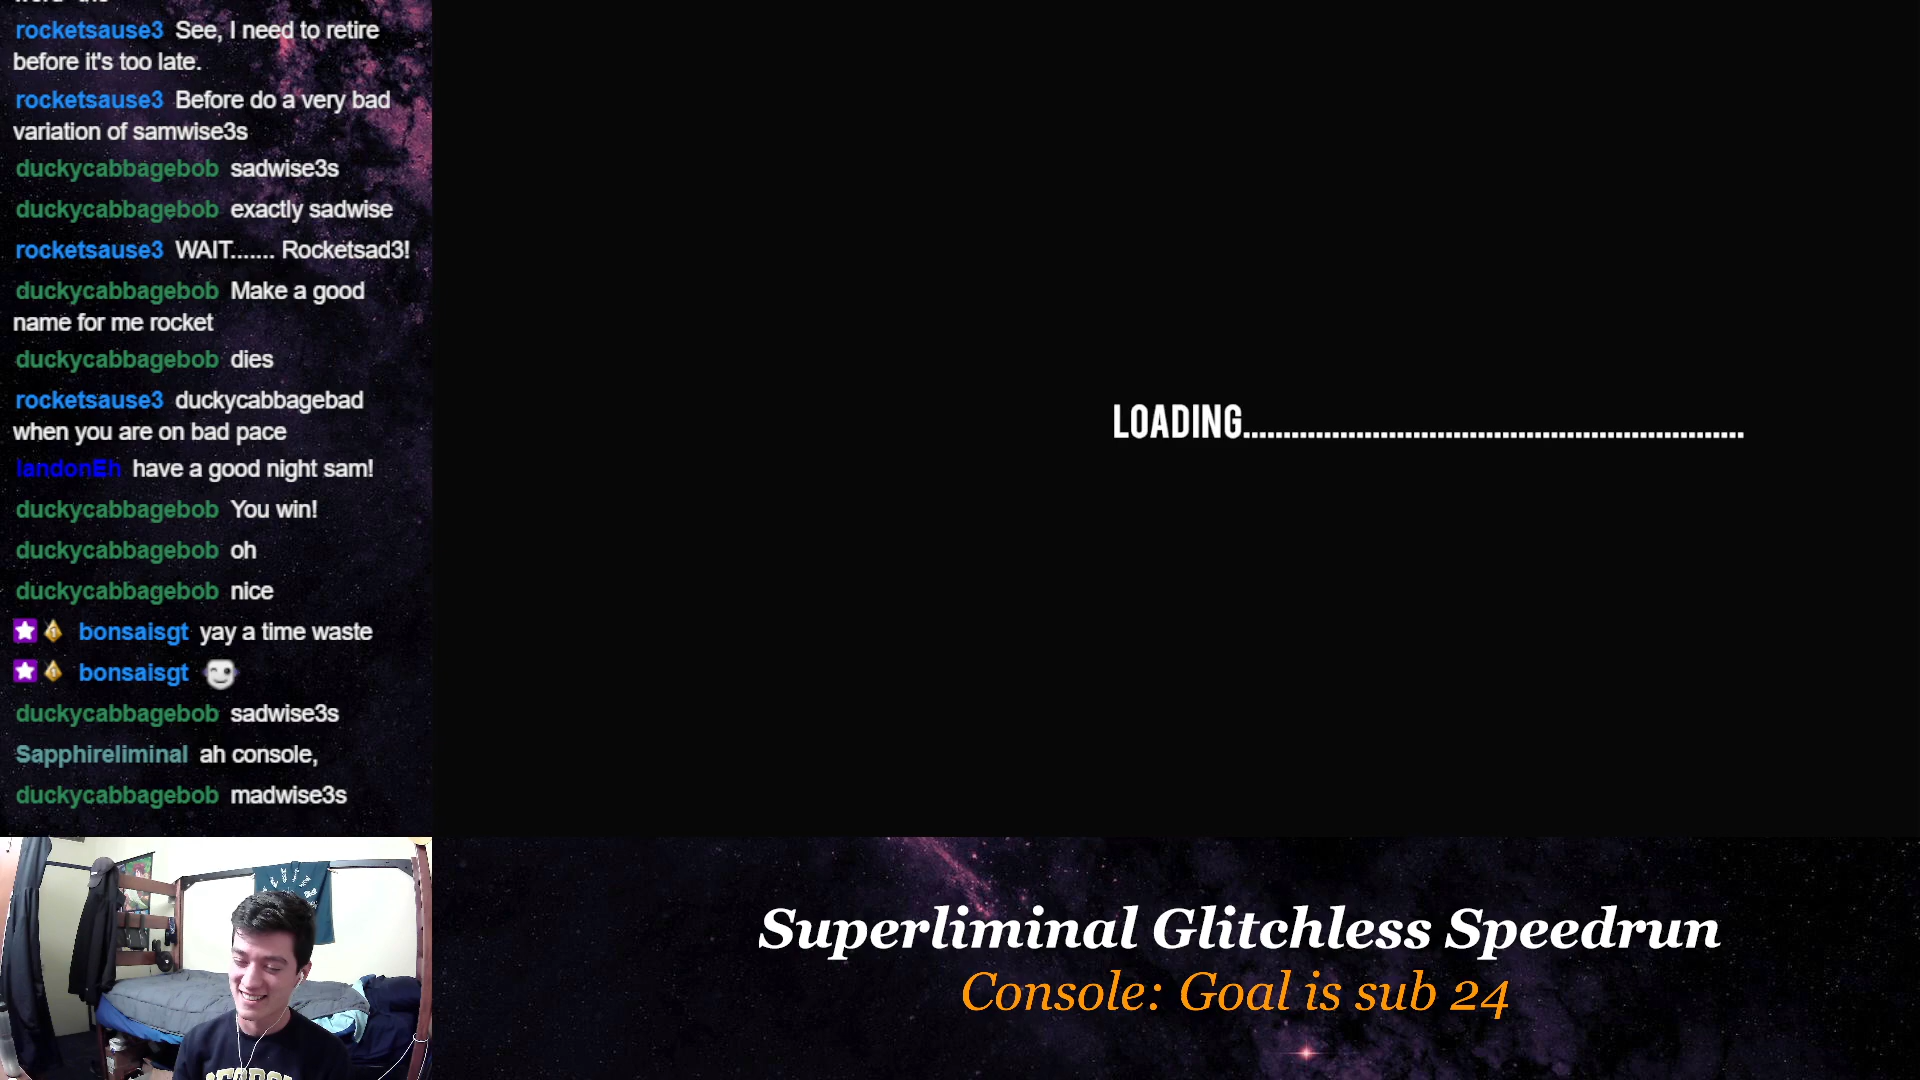 rocketsause3 See, I need to retire
before it's too late.
rocketsause3 Before do a very bad
variation of samwise3s
duckycabbagebob sadwise3s
duckycabbagebob exactly sadwise
rocketsause3 WAIT....... Rocketsad3!
duckycabbagebob Make a good
name for me rocket
duckycabbagebob dies
rocketsause3 duckycabbagebad
when you are on bad pace
landonEh have a good night sam!
duckycabbagebob You win!
duckycabbagebob oh
duckycabbagebob nice
bonsaisgt yay a time waste
bonsaisgt
duckycabbagebob sadwise3s
Sapphireliminal ah console,
duckycabbagebob madwise3s
LOADING..............................................................
Superliminal Glitchless Speedrun
Console: Goal is sub 24